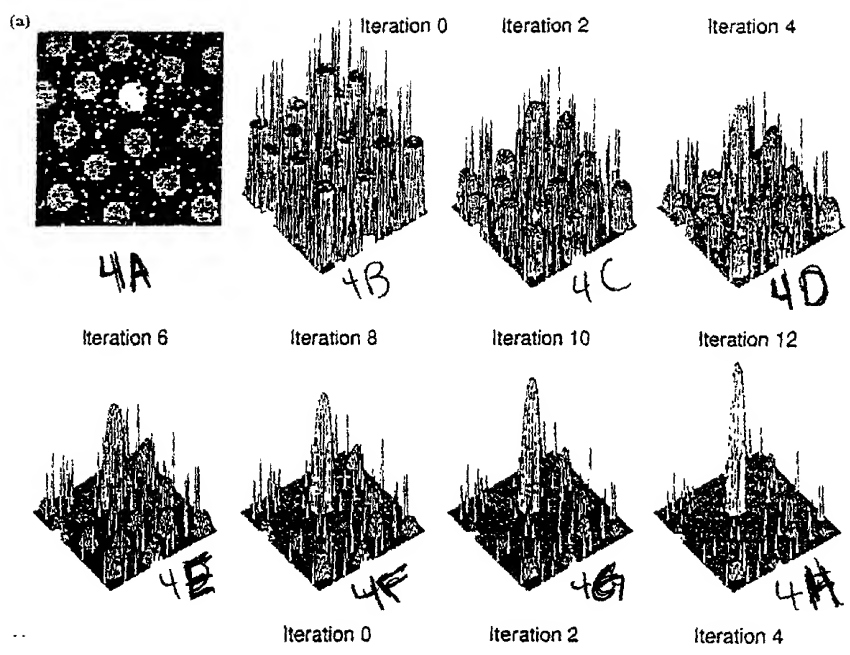 (a)
Iteration 0
Iteration 2
Iteration 4
4A
4B
4C
4D
Iteration 6
Iteration 8
Iteration 10
Iteration 12
4E
4F
4G
4H
Iteration 0
Iteration 2
Iteration 4